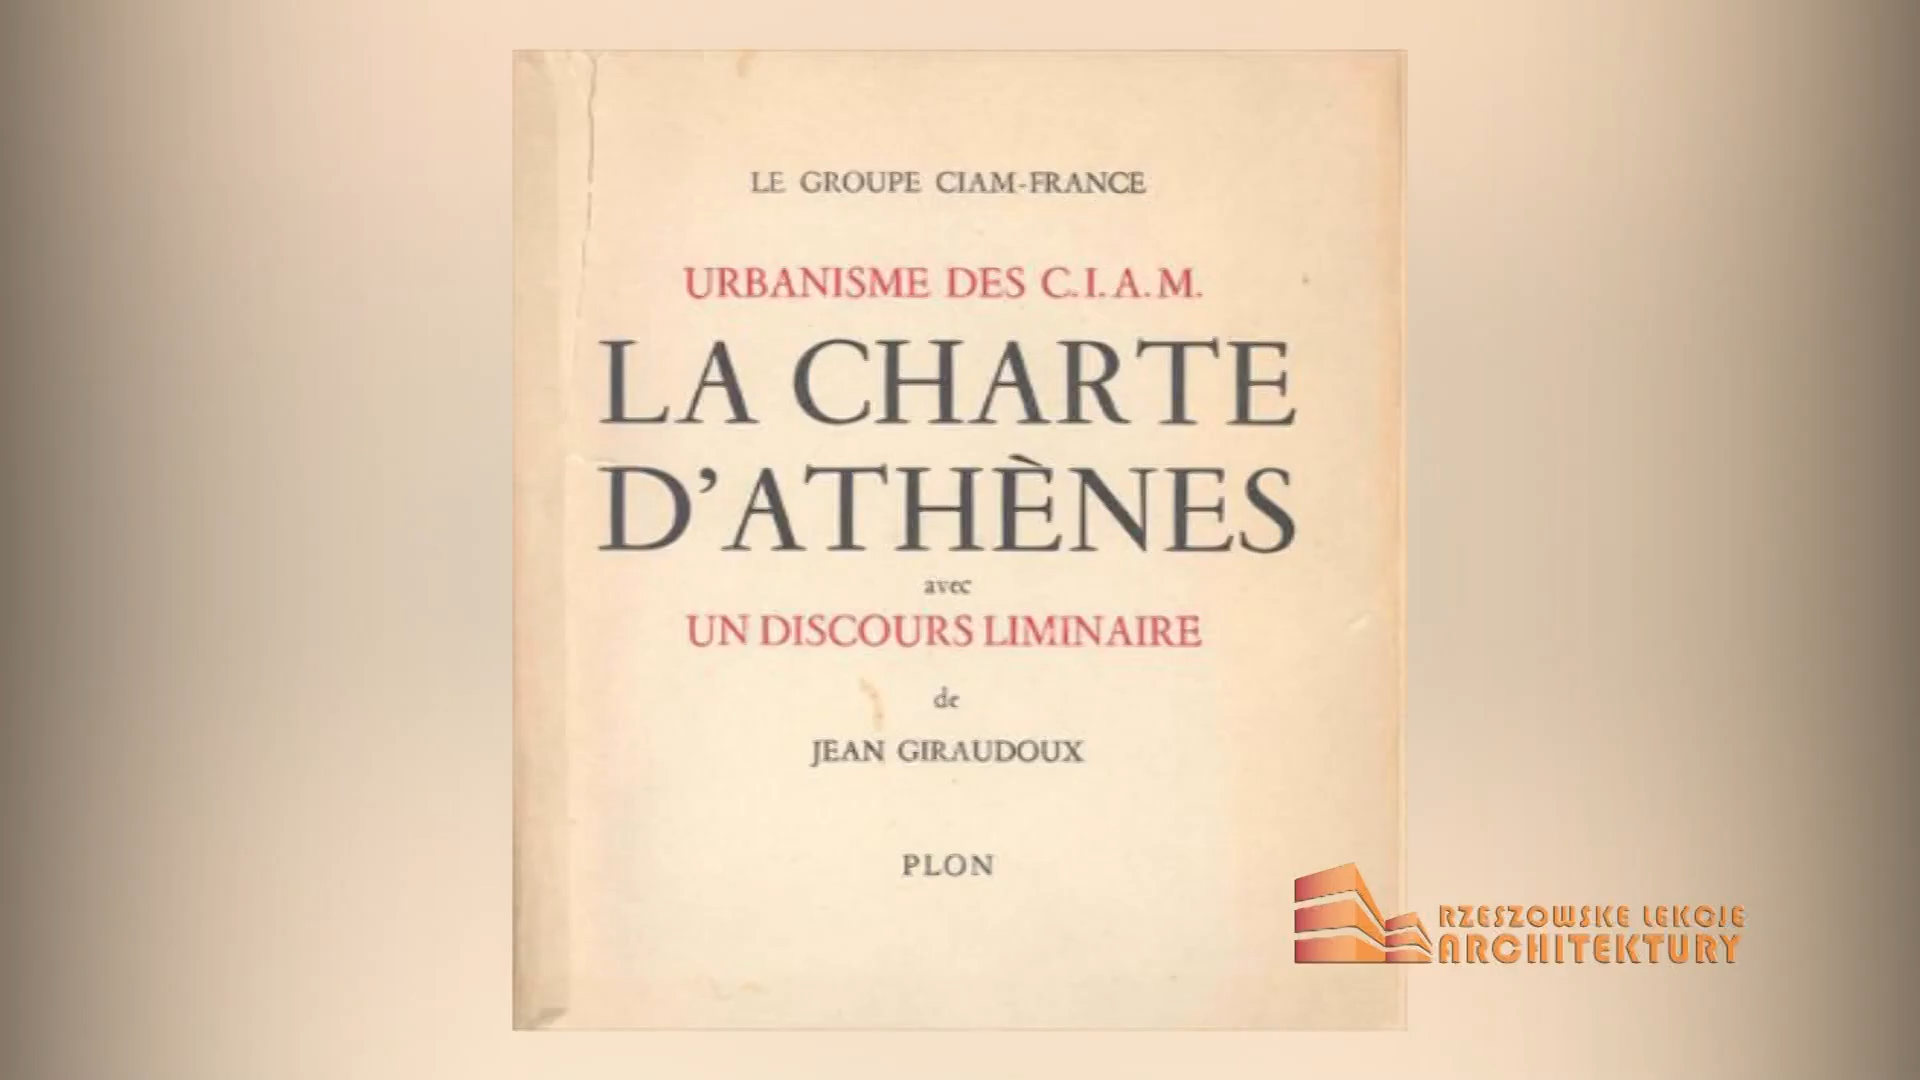 LE GROUPE CIAM-FRANCE
URBANISME DES C.I.A.M.
LA CHARTE
D'ATHÈNES
avec
UN DISCOURS LIMINAIRE
de
JEAN GIRAUDOUX
PLON
RZESZOWSKE LEKCJE
ARCHITEKTURY